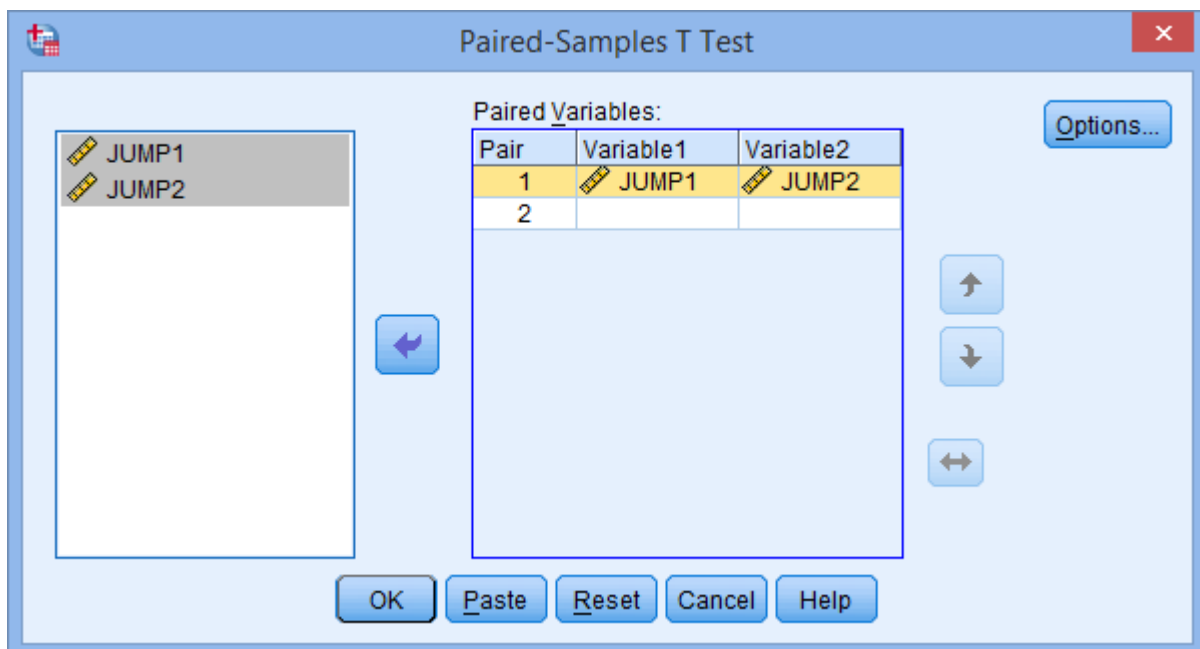 Paired-Samples T Test
JUMP1
JUMP2
Paired Variables:
Pair Variable1 Variable2
1 JUMP1 JUMP2
2
Options...
OK Paste Reset Cancel Help